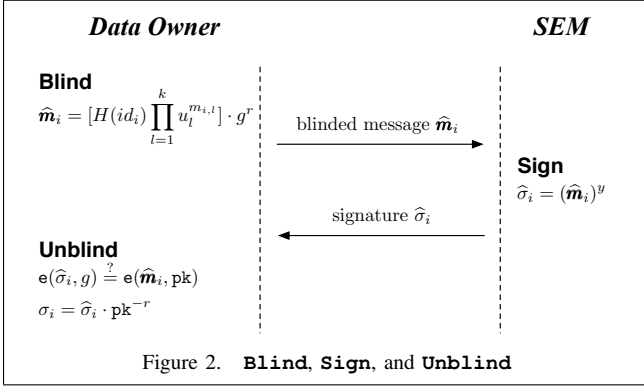 Data Owner SEM
Blind
𝒎̂ᵢ = [H(idᵢ) ∏ₗ₌₁ᵏ uₗ^{mᵢ,ₗ}] · gʳ
blinded message 𝒎̂ᵢ
Sign
σ̂ᵢ = (𝒎̂ᵢ)ʸ
signature σ̂ᵢ
Unblind
e(σ̂ᵢ, g) ≟ e(𝒎̂ᵢ, pk)
σᵢ = σ̂ᵢ · pk⁻ʳ
Figure 2. Blind, Sign, and Unblind